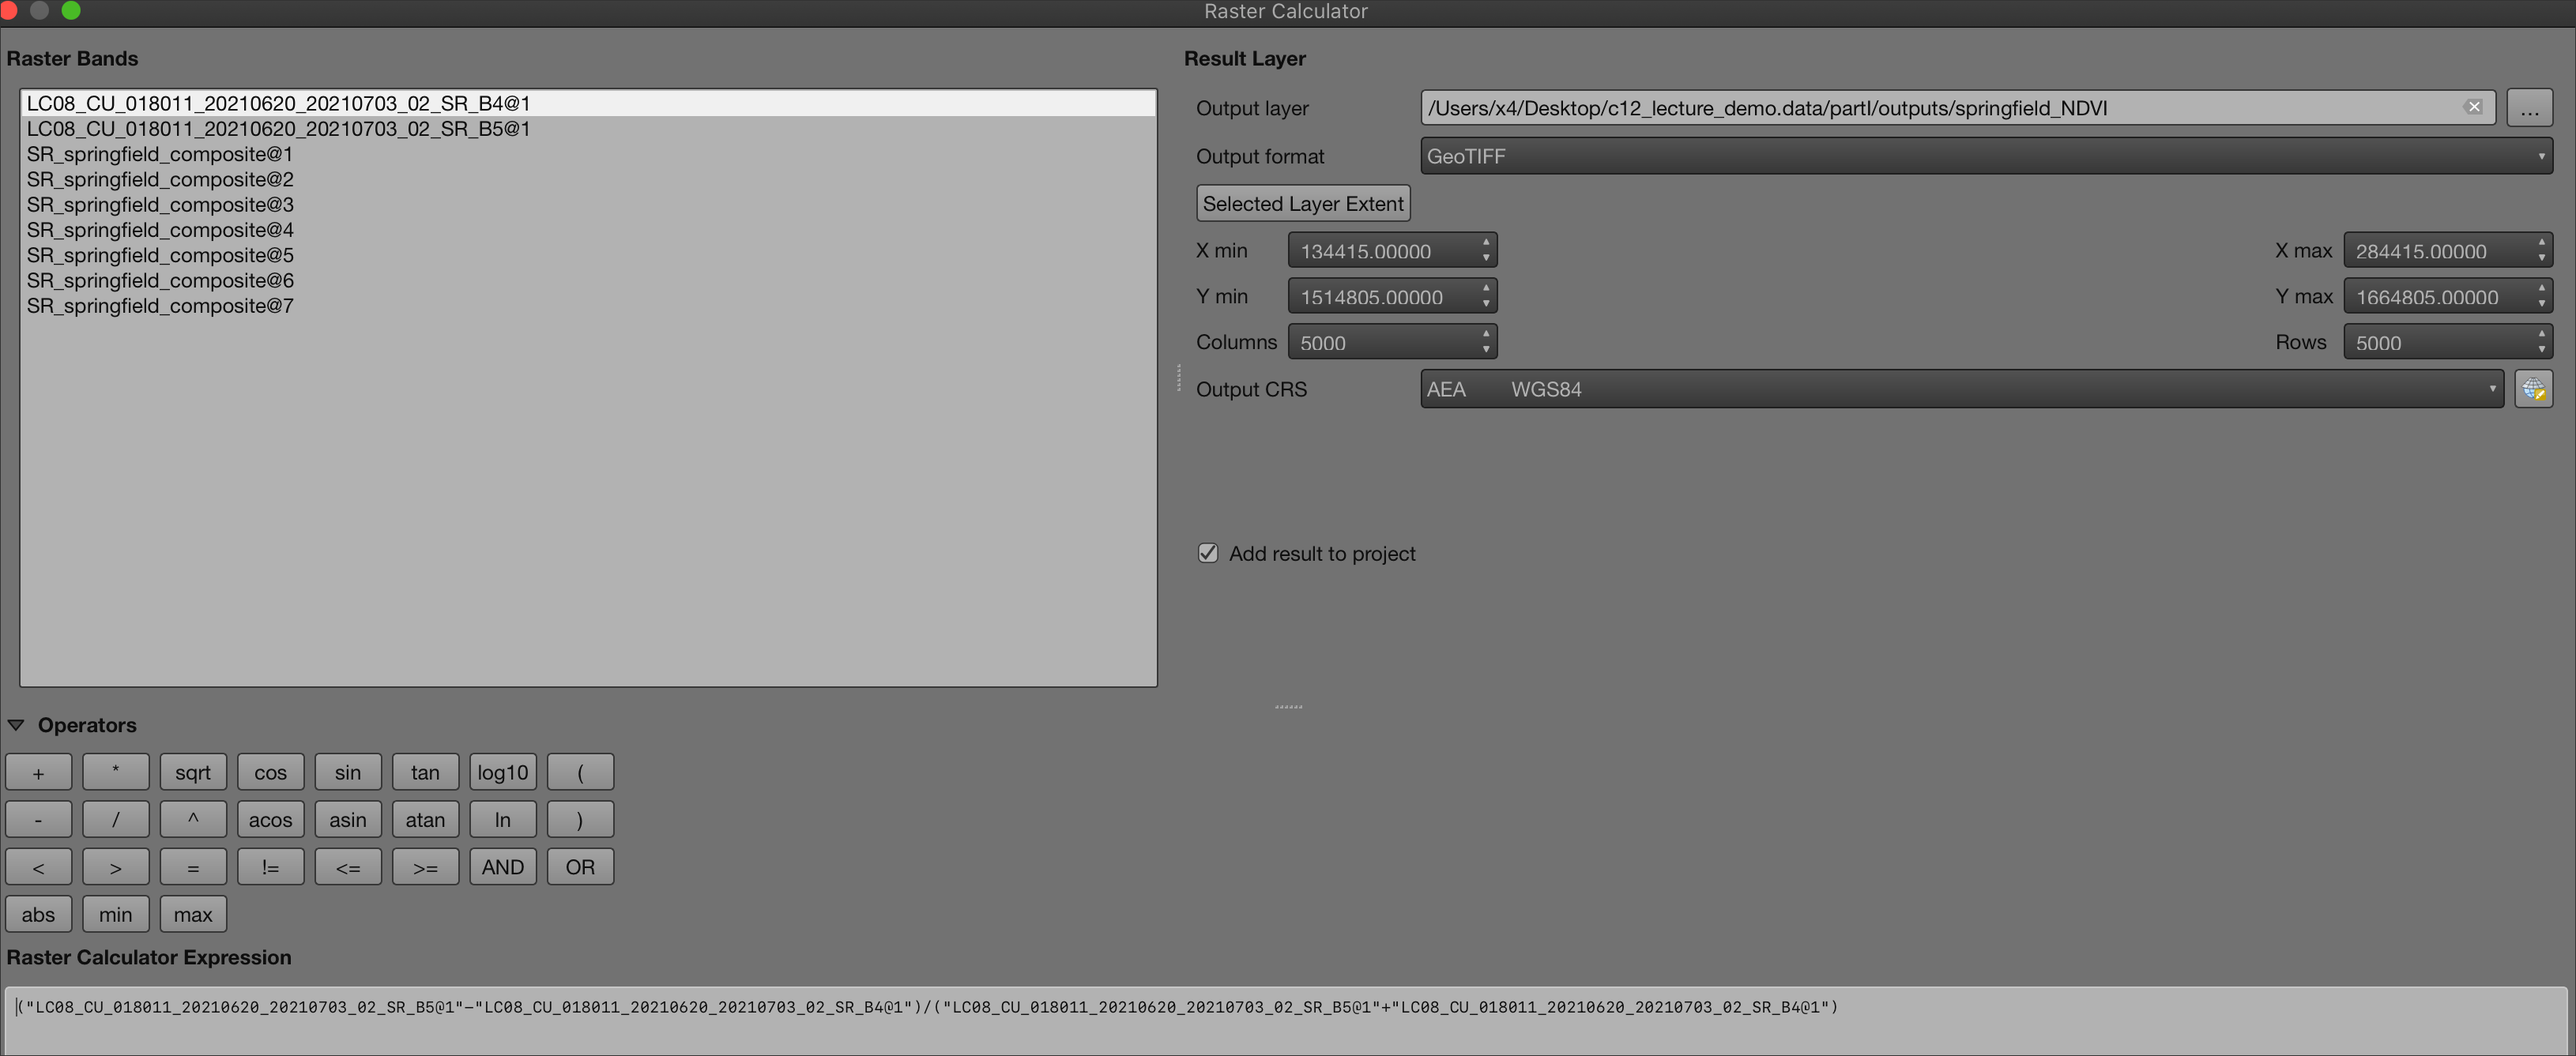 Raster Calculator
Raster Bands
LC08_CU_018011_20210620_20210703_02_SR_B4@1
LC08_CU_018011_20210620_20210703_02_SR_B5@1
SR_springfield_composite@1
SR_springfield_composite@2
SR_springfield_composite@3
SR_springfield_composite@4
SR_springfield_composite@5
SR_springfield_composite@6
SR_springfield_composite@7
Result Layer
Output layer /Users/x4/Desktop/c12_lecture_demo.data/partI/outputs/springfield_NDVI ...
Output format GeoTIFF
Selected Layer Extent
X min 134415.00000 X max 284415.00000
Y min 1514805.00000 Y max 1664805.00000
Columns 5000 Rows 5000
Output CRS AEA WGS84
Add result to project
Operators
+ * sqrt cos sin tan log10 (
- / ^ acos asin atan ln )
< > = != <= >= AND OR
abs min max
Raster Calculator Expression
("LC08_CU_018011_20210620_20210703_02_SR_B5@1"−"LC08_CU_018011_20210620_20210703_02_SR_B4@1")/("LC08_CU_018011_20210620_20210703_02_SR_B5@1"+"LC08_CU_018011_20210620_20210703_02_SR_B4@1")